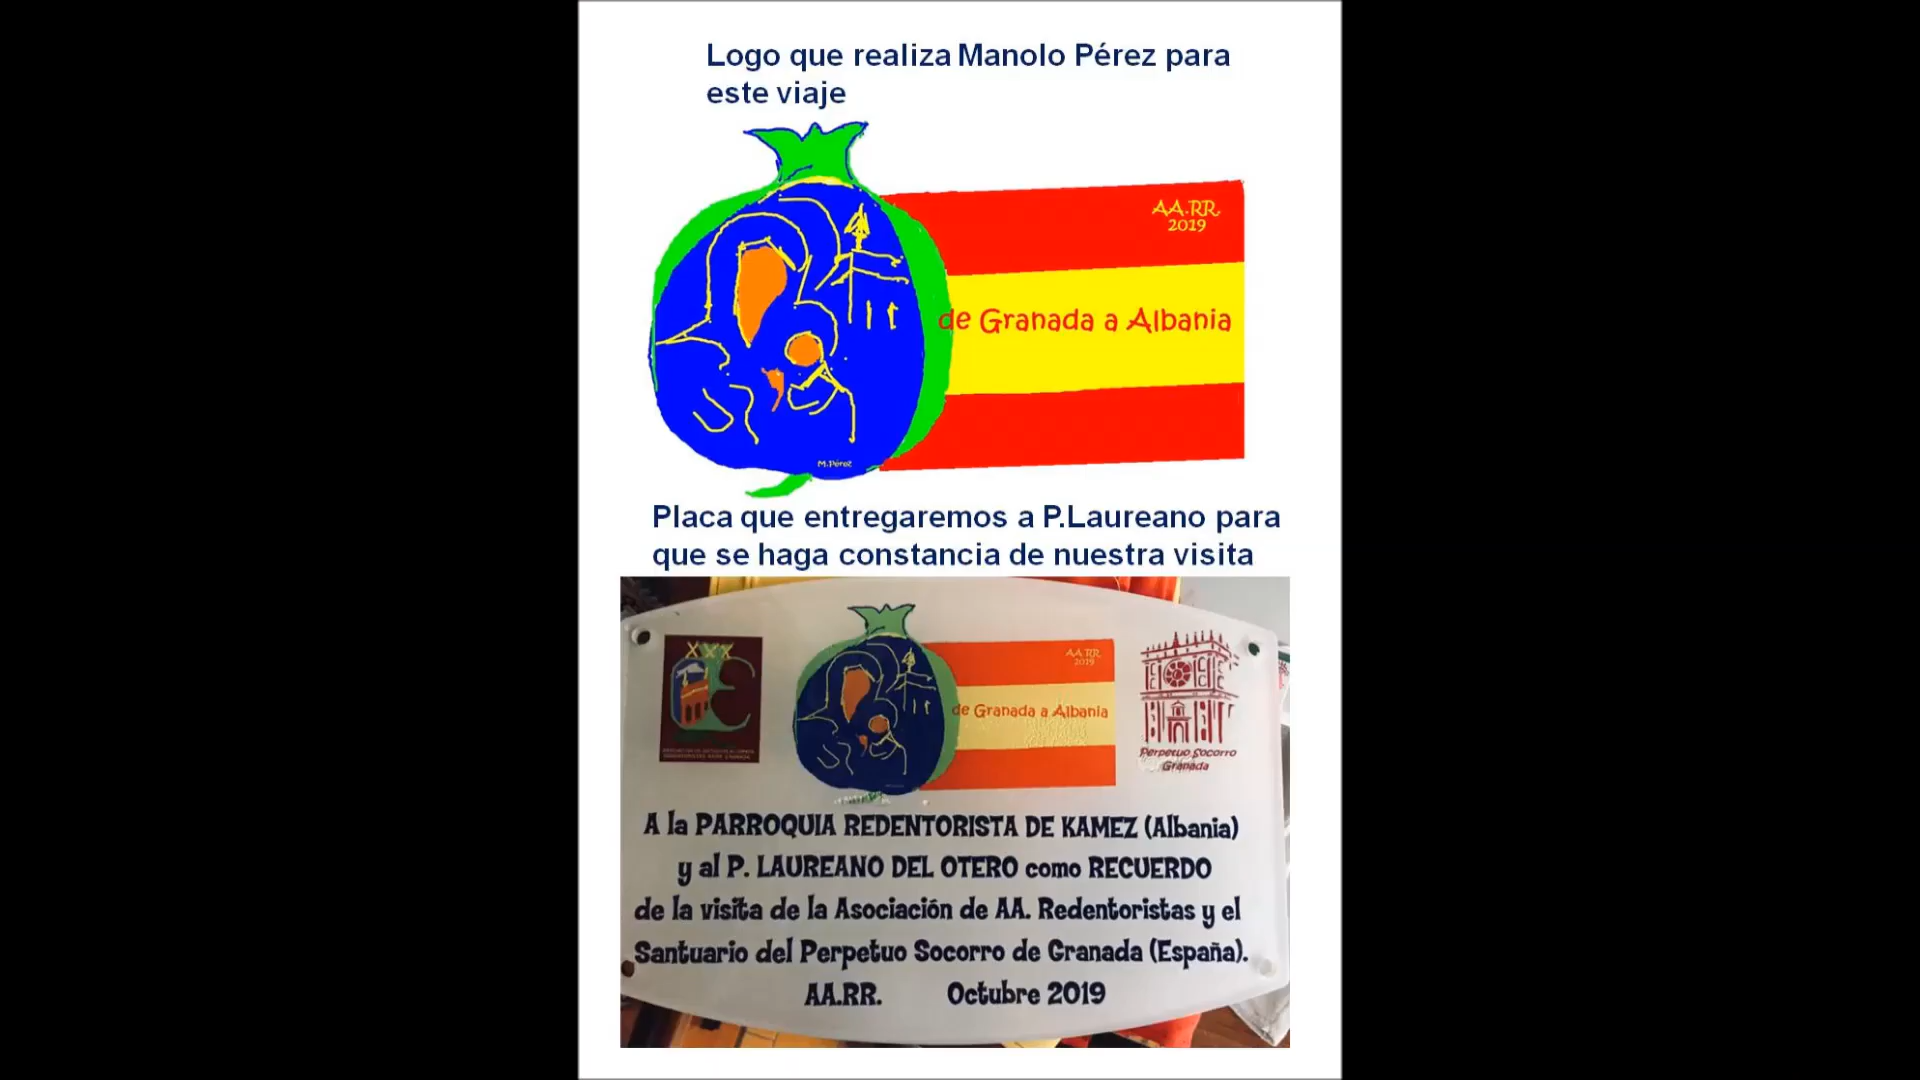 Logo que realiza Manolo Pérez para
este viaje
AA.RR.
2019
de Granada a Albania
M.Pérez
Placa que entregaremos a P.Laureano para
que se haga constancia de nuestra visita
XXX
AA.RR.
2019
de Granada a Albania
Perpetuo Socorro
Granada
A la PARROQUIA REDENTORISTA DE KAMEZ (Albania)
y al P. LAUREANO DEL OTERO como RECUERDO
de la visita de la Asociación de AA. Redentoristas y el
Santuario del Perpetuo Socorro de Granada (España).
AA.RR. Octubre 2019